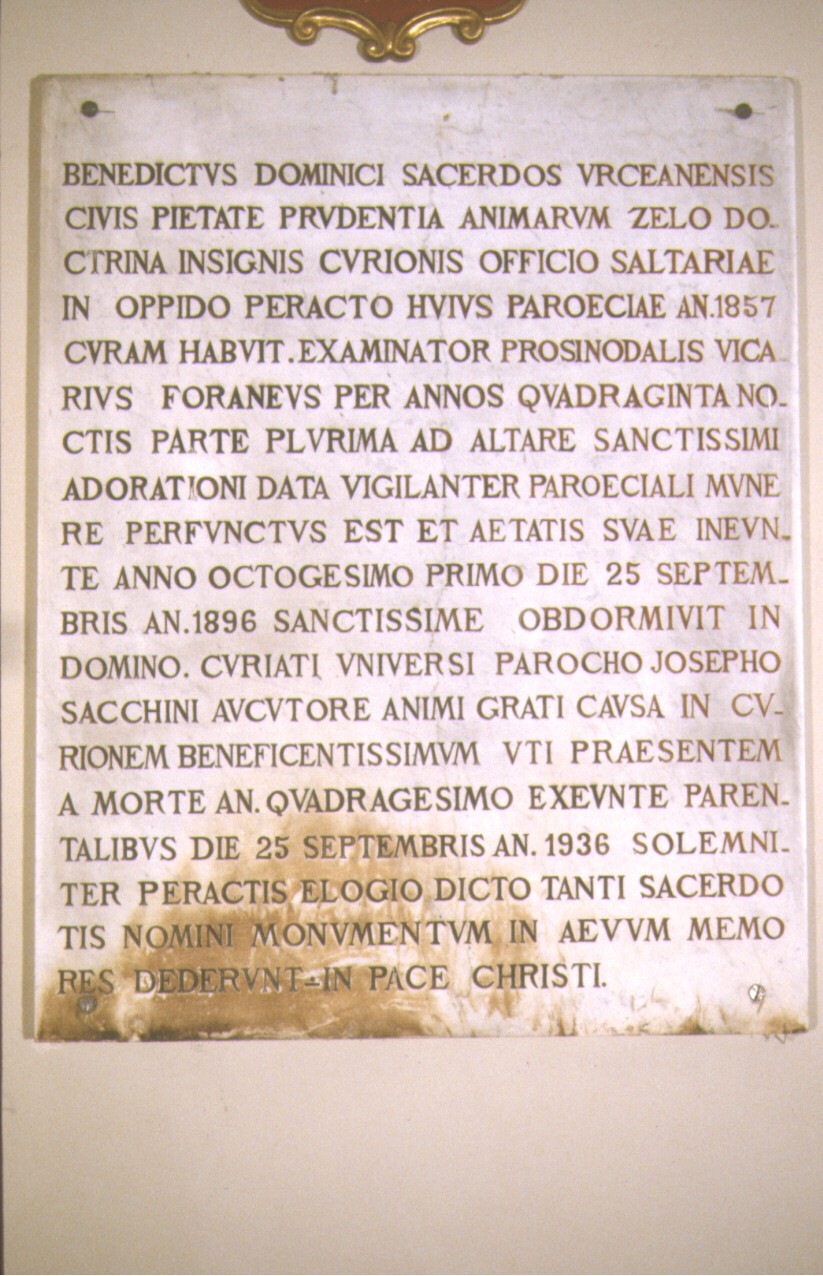 BENEDICTVS DOMINICI SACERDOS VRCEANENSIS
CIVIS PIETATE PRVDENTIA ANIMARVM ZELO DO-
CTRINA INSIGNIS CVRIONIS OFFICIO SALTARIAE
IN OPPIDO PERACTO HVIVS PAROECIAE AN.1857
CVRAM HABVIT. EXAMINATOR PROSINODALIS VICA-
RIVS FORANEVS PER ANNOS QVADRAGINTA NO-
CTIS PARTE PLVRIMA AD ALTARE SANCTISSIMI
ADORATIONI DATA VIGILANTER PAROECIALI MVNE
RE PERFVNCTVS EST ET AETATIS SVAE INEVN-
TE ANNO OCTOGESIMO PRIMO DIE 25 SEPTEM-
BRIS AN.1896 SANCTISSIME OBDORMIVIT IN
DOMINO. CVRIATI VNIVERSI PAROCHO JOSEPHO
SACCHINI AVCVTORE ANIMI GRATI CAVSA IN CV-
RIONEM BENEFICENTISSIMVM VTI PRAESENTEM
A MORTE AN. QVADRAGESIMO EXEVNTE PAREN-
TALIBVS DIE 25 SEPTEMBRIS AN. 1936 SOLEMNI-
TER PERACTIS ELOGIO DICTO TANTI SACERDO
TIS NOMINI MONVMENTVM IN AEVVM MEMO
RES DEDERVNT-IN PACE CHRISTI.